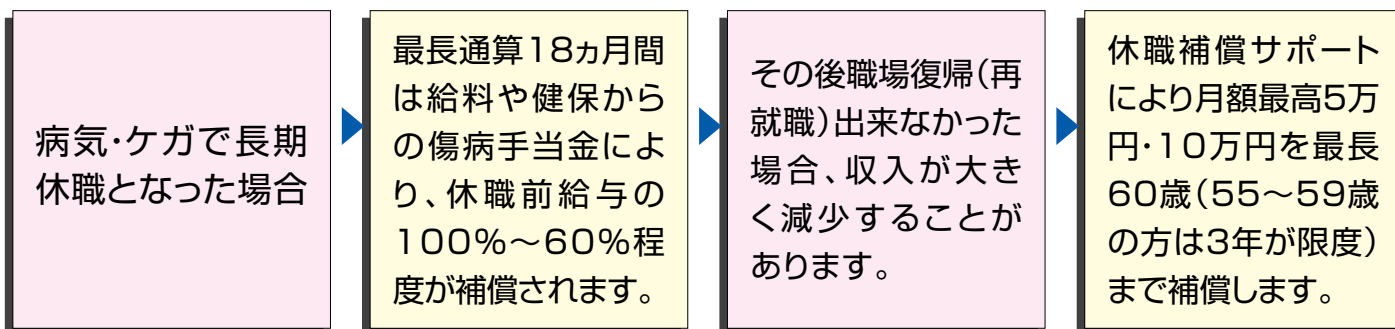 病気・ケガで長期
休職となった場合
最長通算18ヵ月間
は給料や健保から
の傷病手当金によ
り、休職前給与の
100%～60%程
度が補償されます。
その後職場復帰(再
就職)出来なかった
場合、収入が大き
く減少することが
あります。
休職補償サポート
により月額最高5万
円・10万円を最長
60歳(55～59歳
の方は3年が限度)
まで補償します。